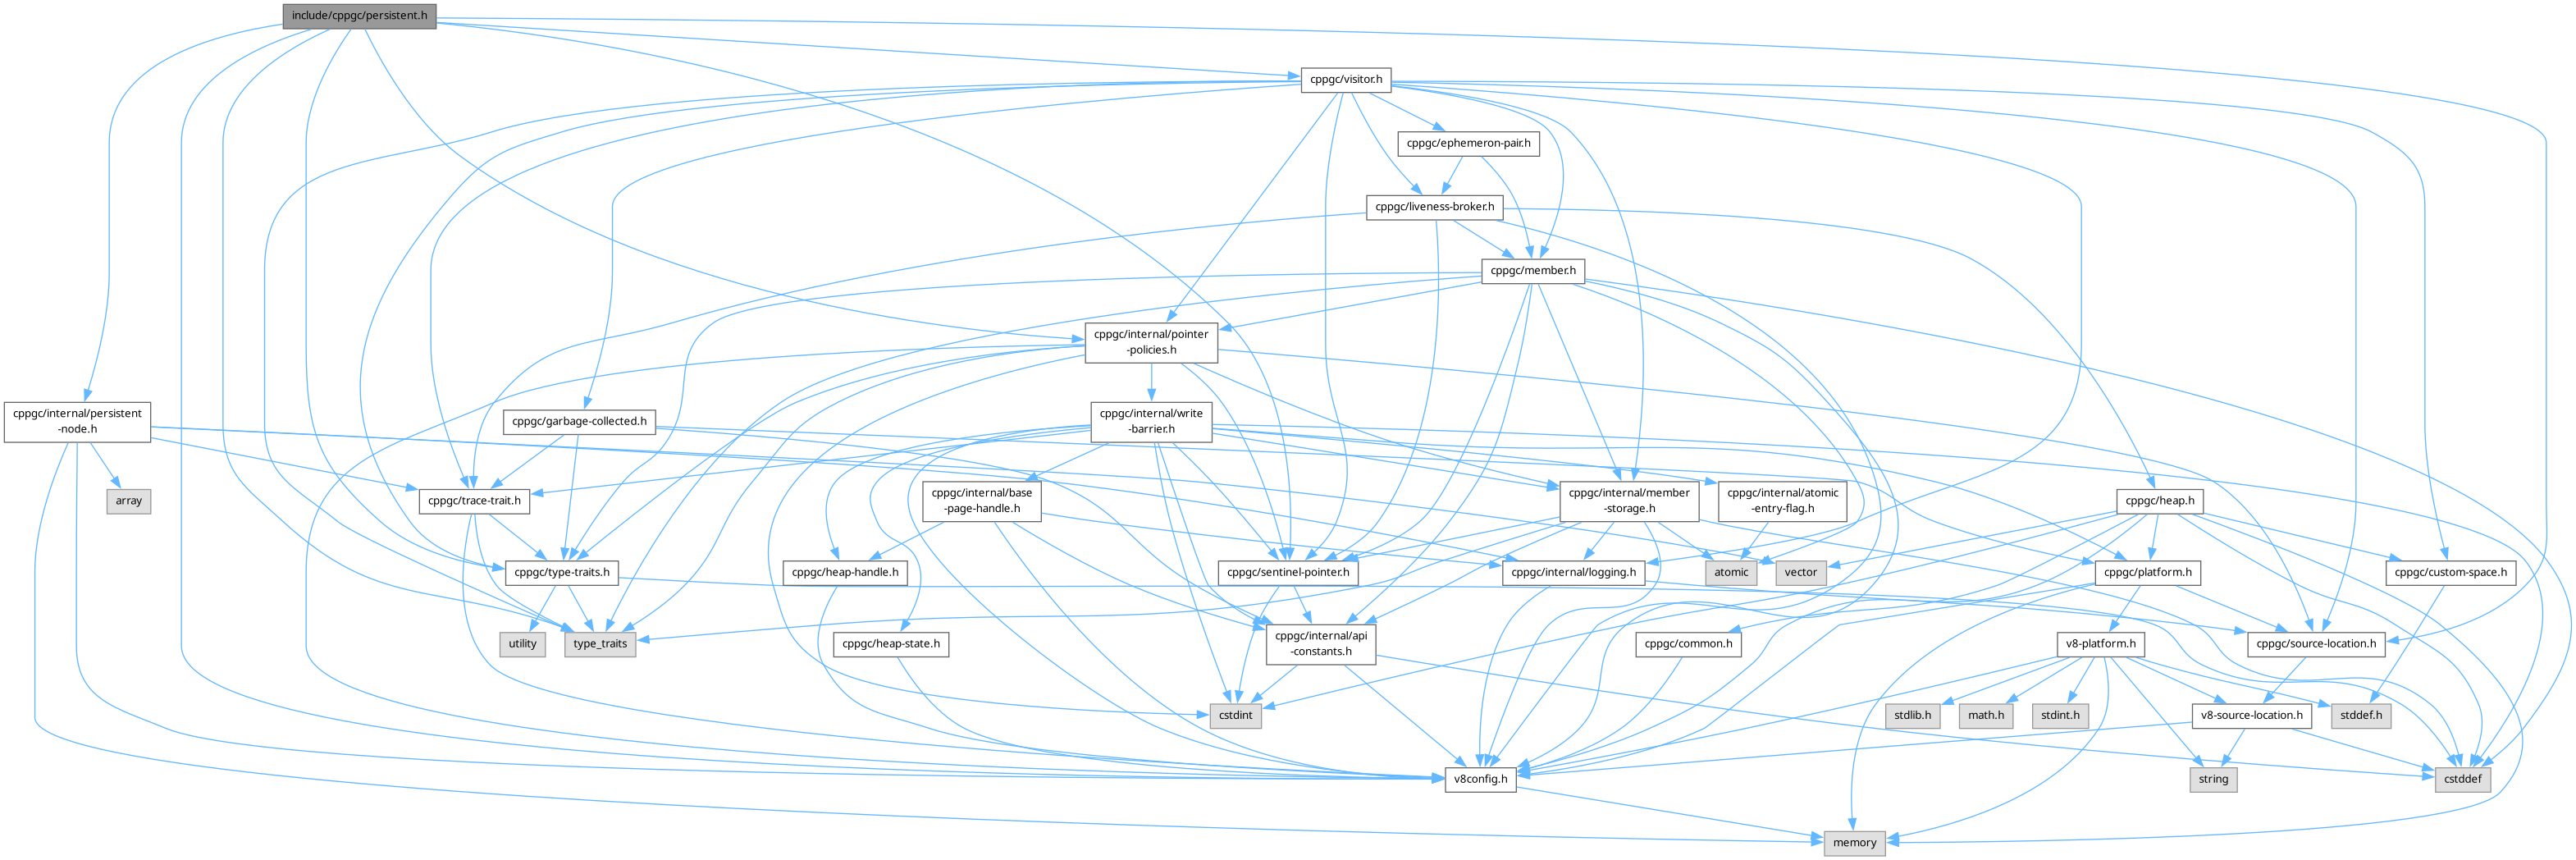 include/cppgc/persistent.h
cppgc/visitor.h
cppgc/ephemeron-pair.h
cppgc/liveness-broker.h
cppgc/member.h
cppgc/internal/pointer
-policies.h
cppgc/internal/persistent
-node.h
cppgc/garbage-collected.h
cppgc/internal/write
-barrier.h
array
cppgc/trace-trait.h
cppgc/internal/base
-page-handle.h
cppgc/internal/member
-storage.h
cppgc/internal/atomic
-entry-flag.h
cppgc/heap.h
cppgc/type-traits.h
cppgc/heap-handle.h
cppgc/sentinel-pointer.h
cppgc/internal/logging.h
atomic
vector
cppgc/platform.h
cppgc/custom-space.h
utility
type_traits
cppgc/heap-state.h
cppgc/internal/api
-constants.h
cppgc/common.h
v8-platform.h
cppgc/source-location.h
cstdint
stdlib.h
math.h
stdint.h
v8-source-location.h
stddef.h
v8config.h
string
cstddef
memory